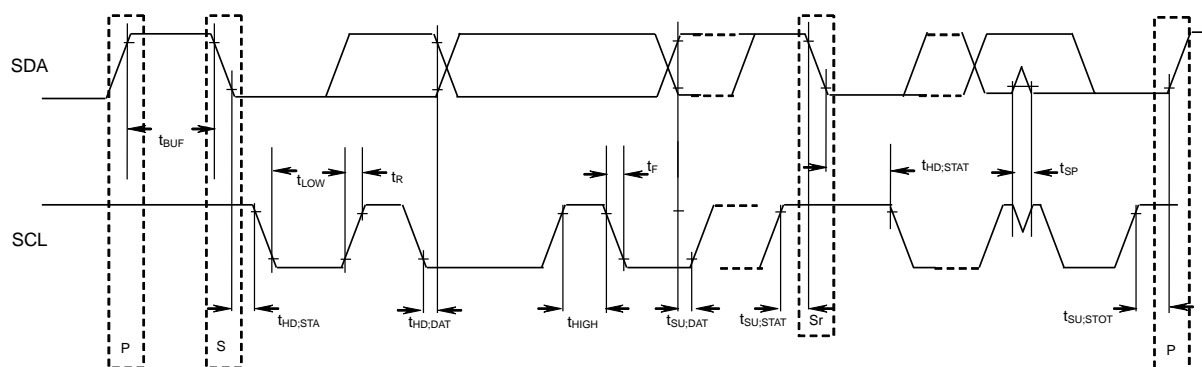 SDA
tBUF
tLOW
tR
tF
tHD;STAT
tSP
SCL
tHD;STA
tHD;DAT
tHIGH
tSU;DAT
tSU;STAT
Sr
tSU;STOT
P
S
P